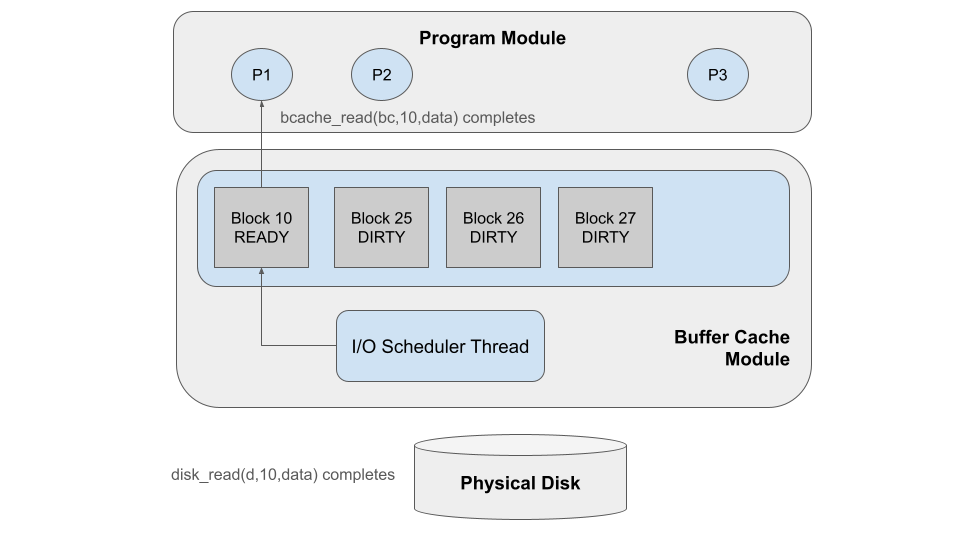 Program Module
P1
P2
P3
bcache_read(bc,10,data) completes
Block 10
READY
Block 25
DIRTY
Block 26
DIRTY
Block 27
DIRTY
I/O Scheduler Thread
Buffer Cache
Module
disk_read(d,10,data) completes
Physical Disk